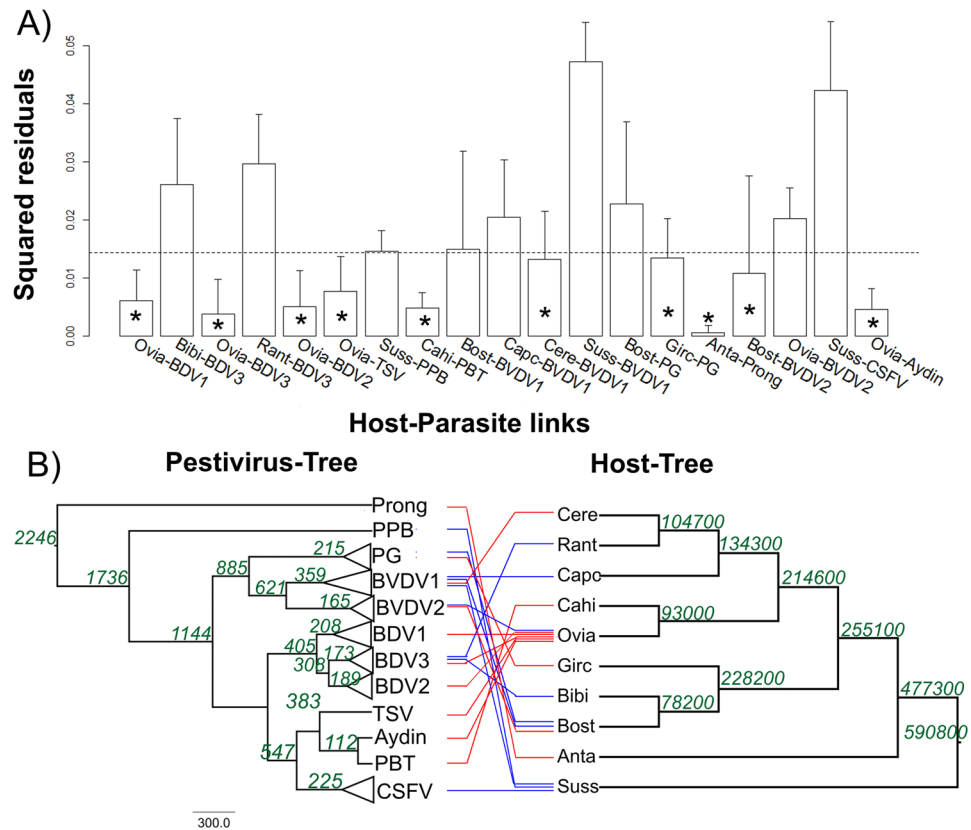 A)
Squared residuals
0.05
0.04
0.03
0.02
0.01
0.00
* * * * * * * * * *
Ovia-BDV1
Bibi-BDV3
Ovia-BDV3
Rant-BDV3
Ovia-BDV2
Ovia-TSV
Suss-PPB
Cahi-PBT
Bost-BVDV1
Capc-BVDV1
Cere-BVDV1
Suss-BVDV1
Bost-PG
Girc-PG
Anta-Prong
Bost-BVDV2
Ovia-BVDV2
Suss-CSFV
Ovia-Aydin
Host-Parasite links
B)
Pestivirus-Tree
Host-Tree
2246
1736
1144
885
215
621
359
165
208
405
173
308
189
383
112
547
225
Prong
PPB
PG
BVDV1
BVDV2
BDV1
BDV3
BDV2
TSV
Aydin
PBT
CSFV
300.0
Cere
Rant
Capc
Cahi
Ovia
Girc
Bibi
Bost
Anta
Suss
104700
134300
214600
93000
255100
228200
78200
477300
590800